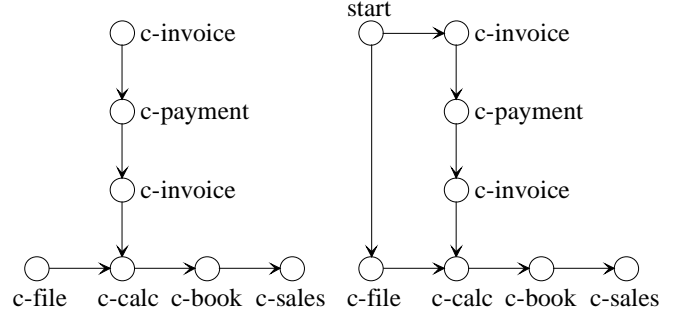 start
c-invoice c-invoice
c-payment c-payment
c-invoice c-invoice
c-file c-calc c-book c-sales c-file c-calc c-book c-sales